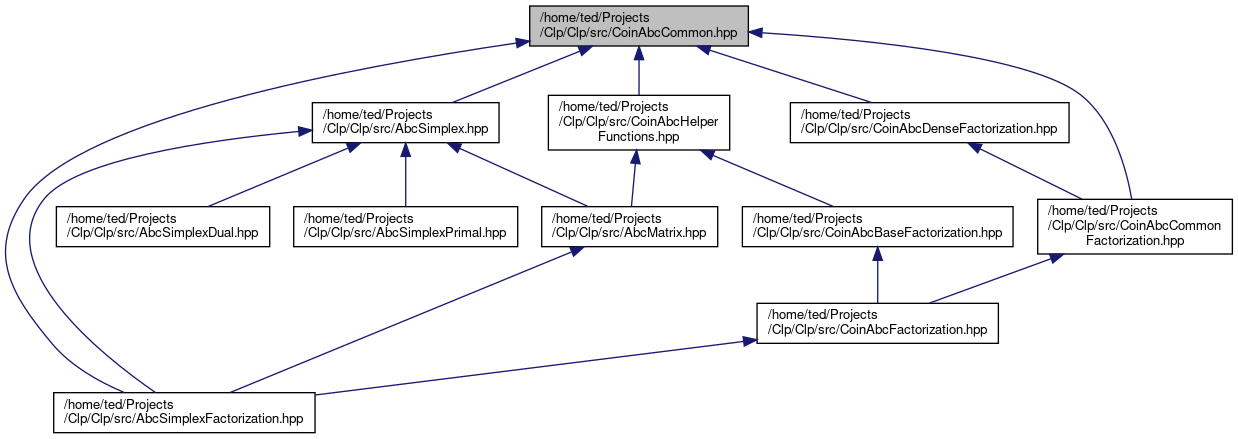 /home/ted/Projects
/Clp/Clp/src/CoinAbcCommon.hpp
/home/ted/Projects
/Clp/Clp/src/AbcSimplex.hpp
/home/ted/Projects
/Clp/Clp/src/CoinAbcHelper
Functions.hpp
/home/ted/Projects
/Clp/Clp/src/CoinAbcDenseFactorization.hpp
/home/ted/Projects
/Clp/Clp/src/AbcSimplexDual.hpp
/home/ted/Projects
/Clp/Clp/src/AbcSimplexPrimal.hpp
/home/ted/Projects
/Clp/Clp/src/AbcMatrix.hpp
/home/ted/Projects
/Clp/Clp/src/CoinAbcBaseFactorization.hpp
/home/ted/Projects
/Clp/Clp/src/CoinAbcCommon
Factorization.hpp
/home/ted/Projects
/Clp/Clp/src/CoinAbcFactorization.hpp
/home/ted/Projects
/Clp/Clp/src/AbcSimplexFactorization.hpp